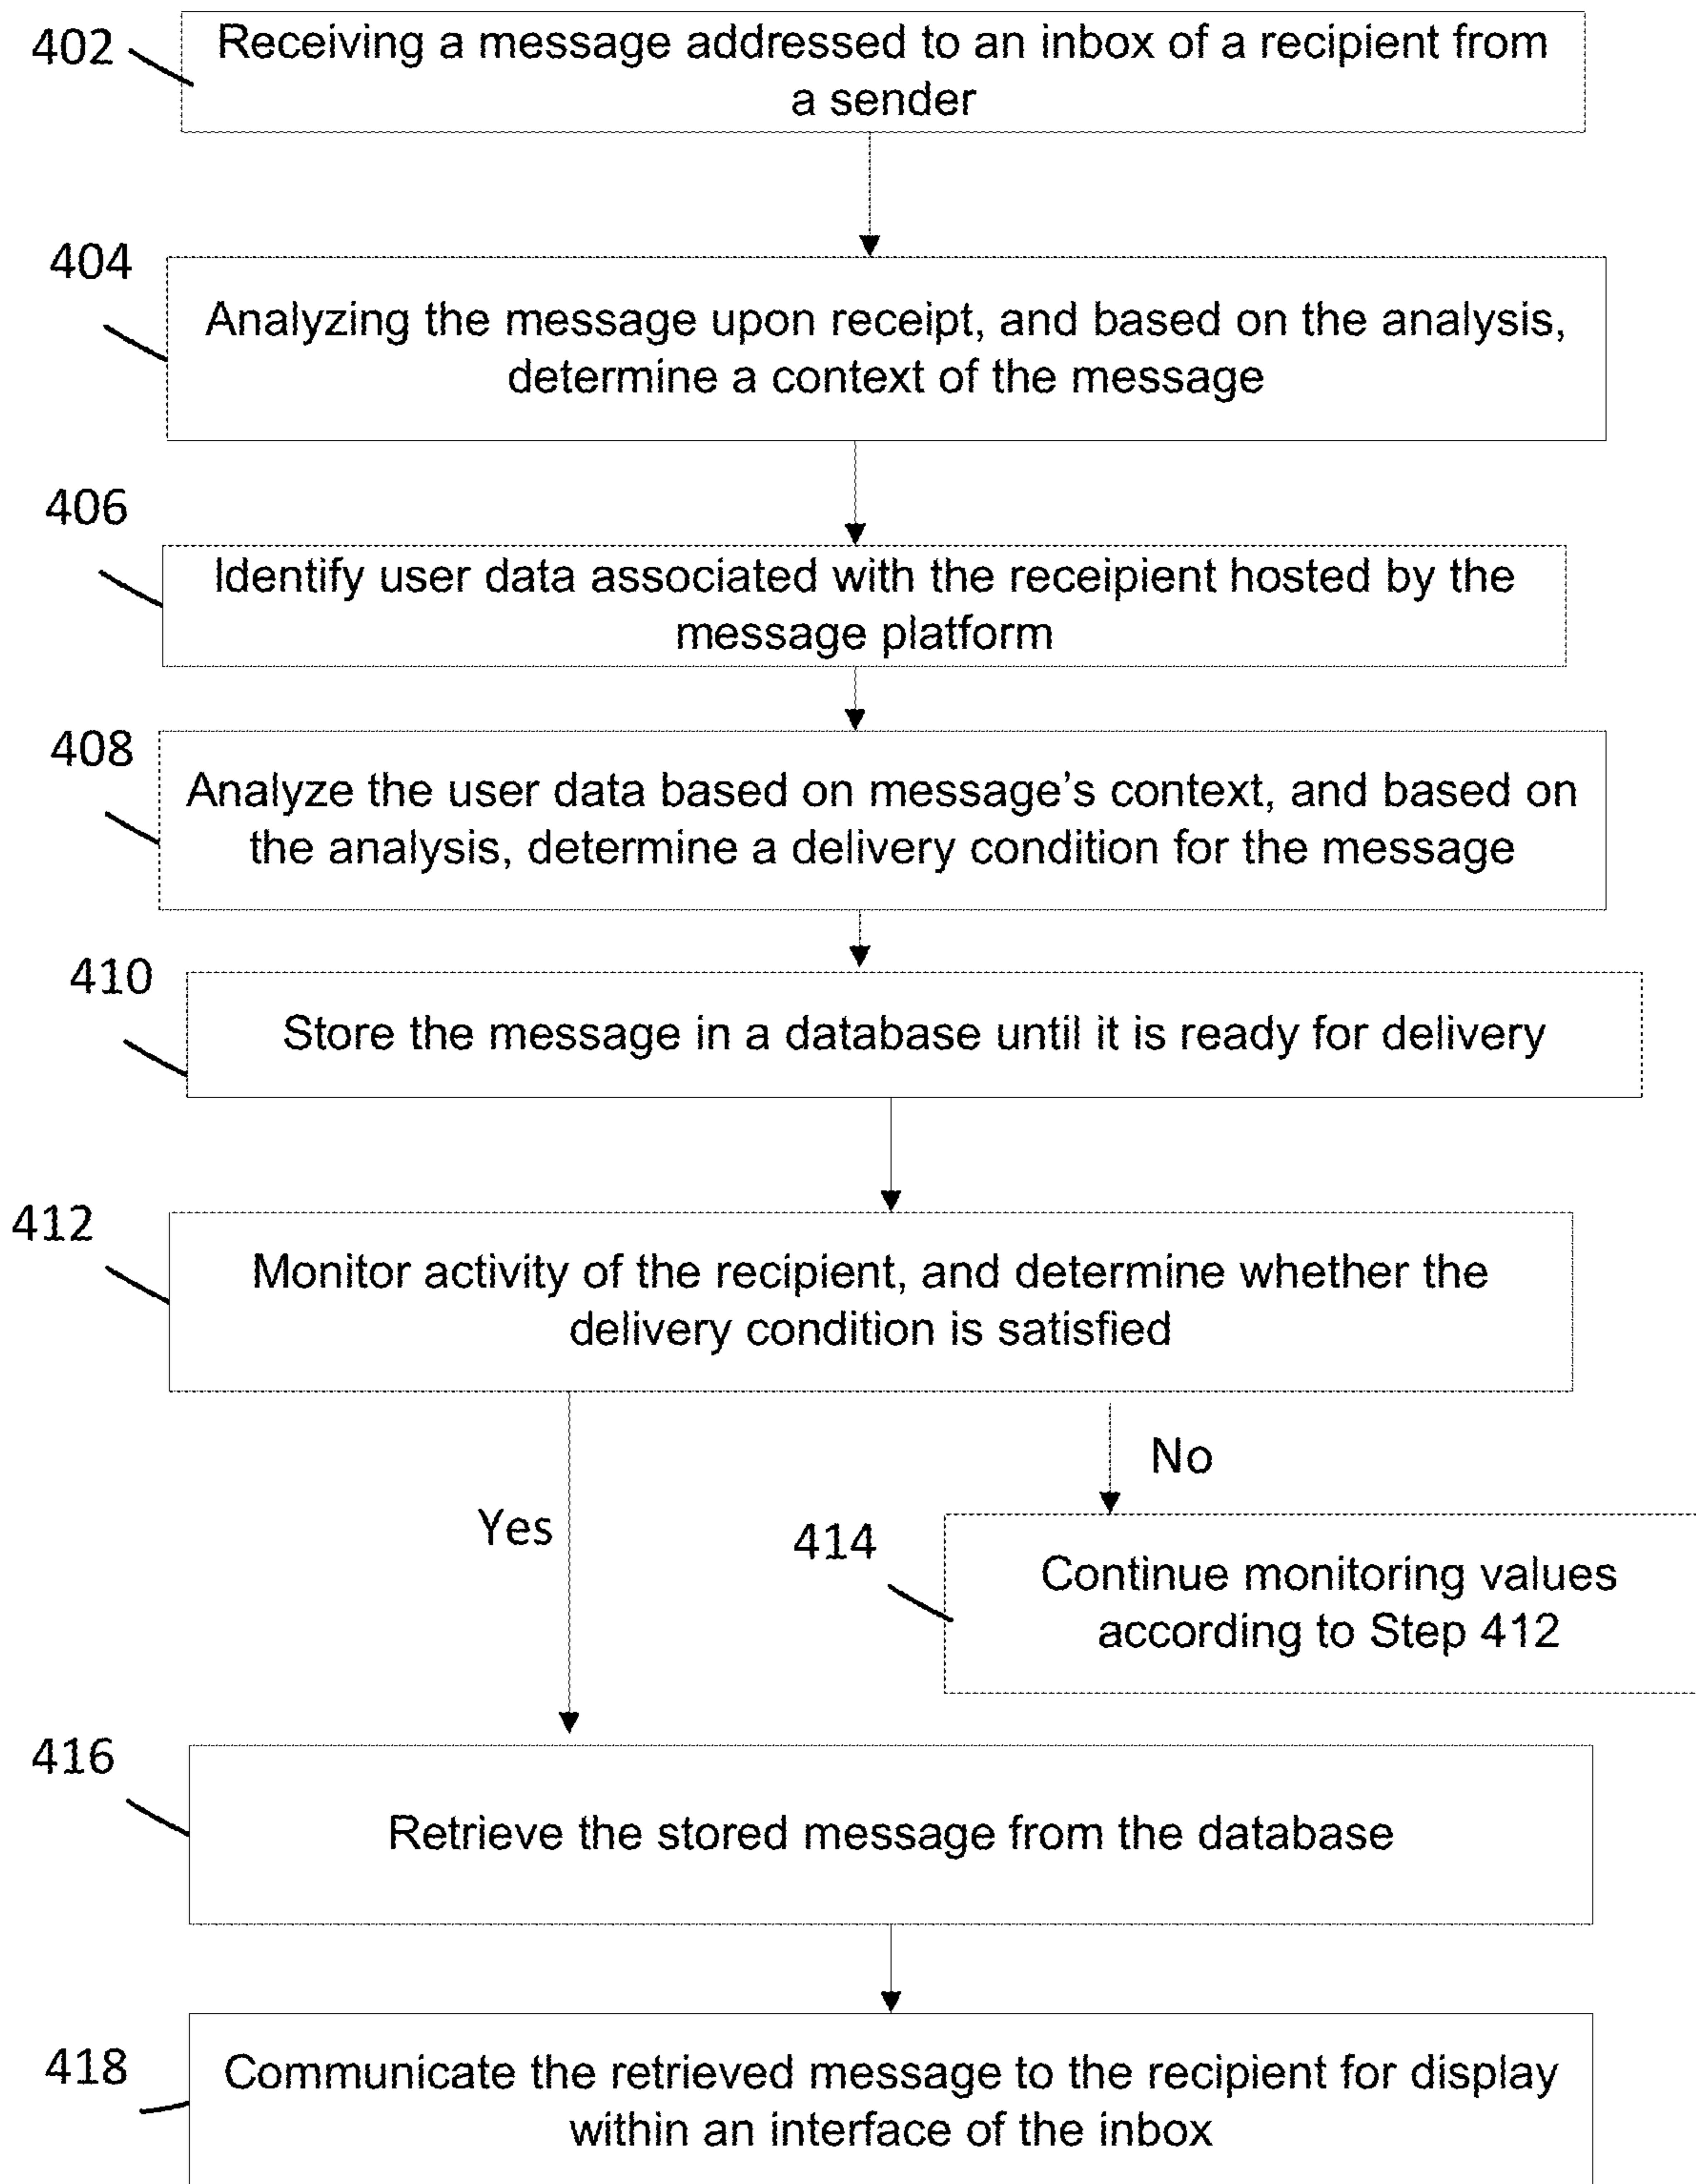 402
Receiving a message addressed to an inbox of a recipient from
a sender
404
Analyzing the message upon receipt, and based on the analysis,
determine a context of the message
406
Identify user data associated with the receipient hosted by the
message platform
408
Analyze the user data based on message’s context, and based on
the analysis, determine a delivery condition for the message
410
Store the message in a database until it is ready for delivery
412
Monitor activity of the recipient, and determine whether the
delivery condition is satisfied
No
Yes
414
Continue monitoring values
according to Step 412
416
Retrieve the stored message from the database
418
Communicate the retrieved message to the recipient for display
within an interface of the inbox